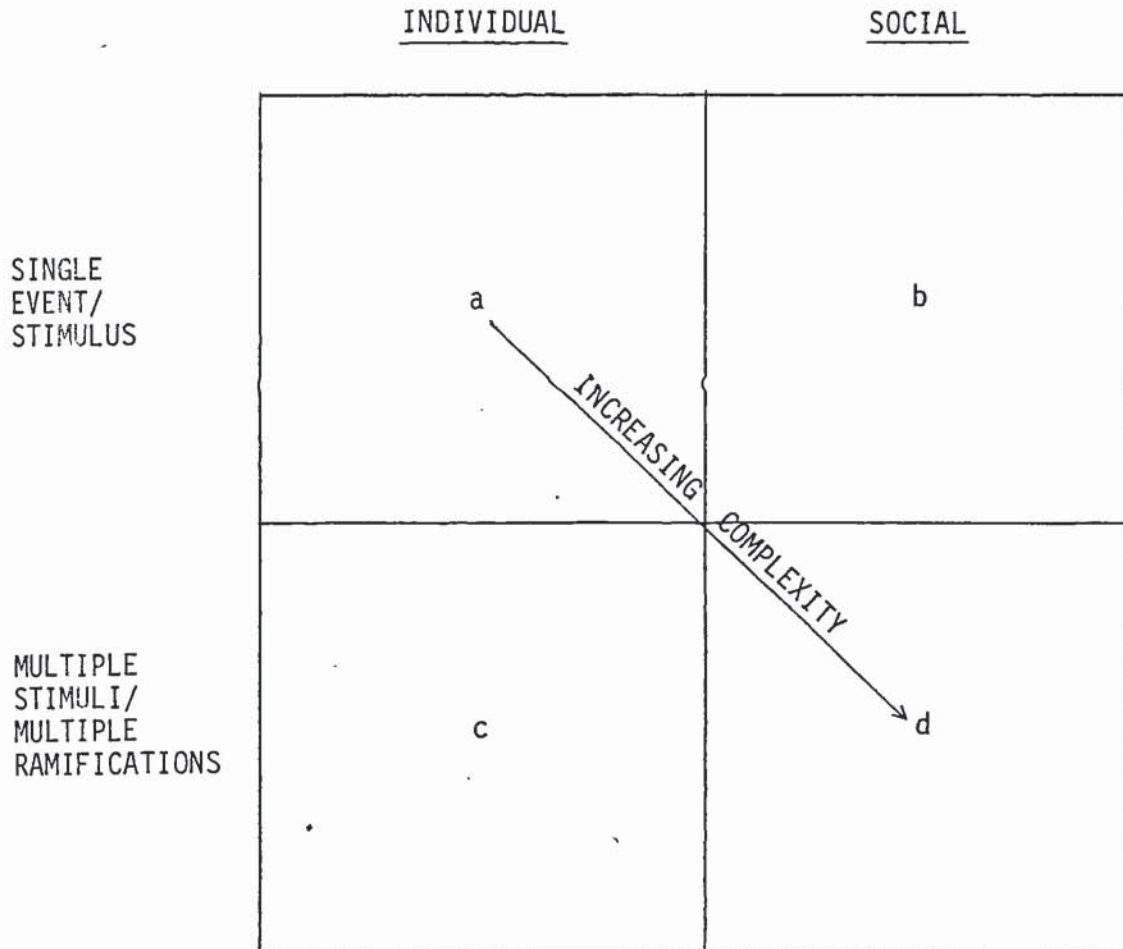 INDIVIDUAL SOCIAL
SINGLE
EVENT/
STIMULUS
a
b
INCREASING COMPLEXITY
MULTIPLE
STIMULI/
MULTIPLE
RAMIFICATIONS
c
d